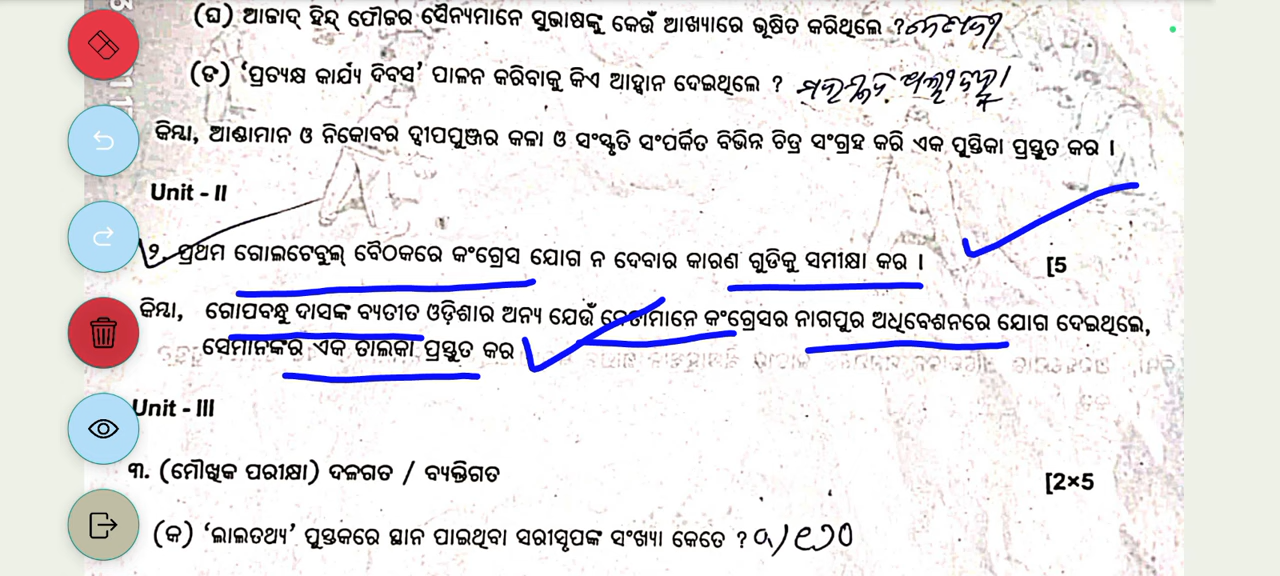 (ଘ) ଆଜାଦ୍ ହିନ୍ଦ୍ ଫୌଜର ସୈନ୍ୟମାନେ ସୁଭାଷଙ୍କୁ କେଉଁ ଆଖ୍ୟାରେ ଭୂଷିତ କରିଥିଲେ ? ନେତାଜୀ
(ଙ) ‘ପ୍ରତ୍ୟକ୍ଷ କାର୍ଯ୍ୟ ଦିବସ’ ପାଳନ କରିବାକୁ କିଏ ଆହ୍ୱାନ ଦେଇଥିଲେ ?
କିମ୍ବା, ଆଣ୍ଡାମାନ ଓ ନିକୋବର ଦ୍ୱୀପପୁଞ୍ଜର କଳା ଓ ସଂସ୍କୃତି ସଂପର୍କିତ ବିଭିନ୍ନ ଚିତ୍ର ସଂଗ୍ରହ କରି ଏକ ପୁସ୍ତିକା ପ୍ରସ୍ତୁତ କର ।
Unit - II
୨. ପ୍ରଥମ ଗୋଲଟେବୁଲ୍ ବୈଠକରେ କଂଗ୍ରେସ ଯୋଗ ନ ଦେବାର କାରଣ ଗୁଡିକୁ ସମୀକ୍ଷା କର । [5
କିମ୍ବା, ଗୋପବନ୍ଧୁ ଦାସଙ୍କ ବ୍ୟତୀତ ଓଡ଼ିଶାର ଅନ୍ୟ ଯେଉଁ ନେତାମାନେ କଂଗ୍ରେସର ନାଗପୁର ଅଧିବେଶନରେ ଯୋଗ ଦେଇଥିଲେ,
ସେମାନଙ୍କର ଏକ ତାଲିକା ପ୍ରସ୍ତୁତ କର
Unit - III
୩. (ମୌଖିକ ପରୀକ୍ଷା) ଦଳଗତ / ବ୍ୟକ୍ତିଗତ [2×5
(କ) ‘ଲାଲତଥ୍ୟ’ ପୁସ୍ତକରେ ସ୍ଥାନ ପାଇଥିବା ସରୀସୃପଙ୍କ ସଂଖ୍ୟା କେତେ ?